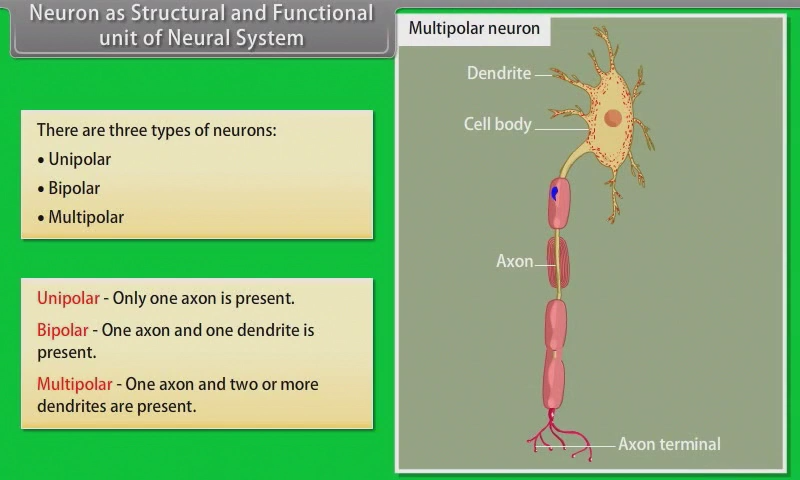 Neuron as Structural and Functional
unit of Neural System
There are three types of neurons:
• Unipolar
• Bipolar
• Multipolar
Unipolar - Only one axon is present.
Bipolar - One axon and one dendrite is
present.
Multipolar - One axon and two or more
dendrites are present.
Multipolar neuron
Dendrite
Cell body
Axon
Axon terminal